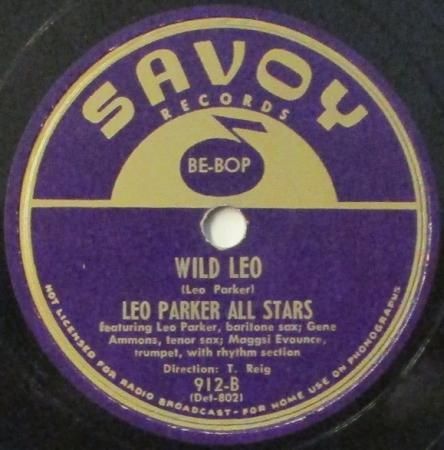 SAVOY
RECORDS
BE-BOP
WILD LEO
(Leo Parker)
LEO PARKER ALL STARS
featuring Leo Parker, baritone sax; Gene
Ammons, tenor sax; Maggsi Evounce,
trumpet, with rhythm section
Direction: T. Reig
912-B
(Det-802)
NOT LICENSED FOR RADIO BROADCAST-FOR HOME USE ON PHONOGRAPHS